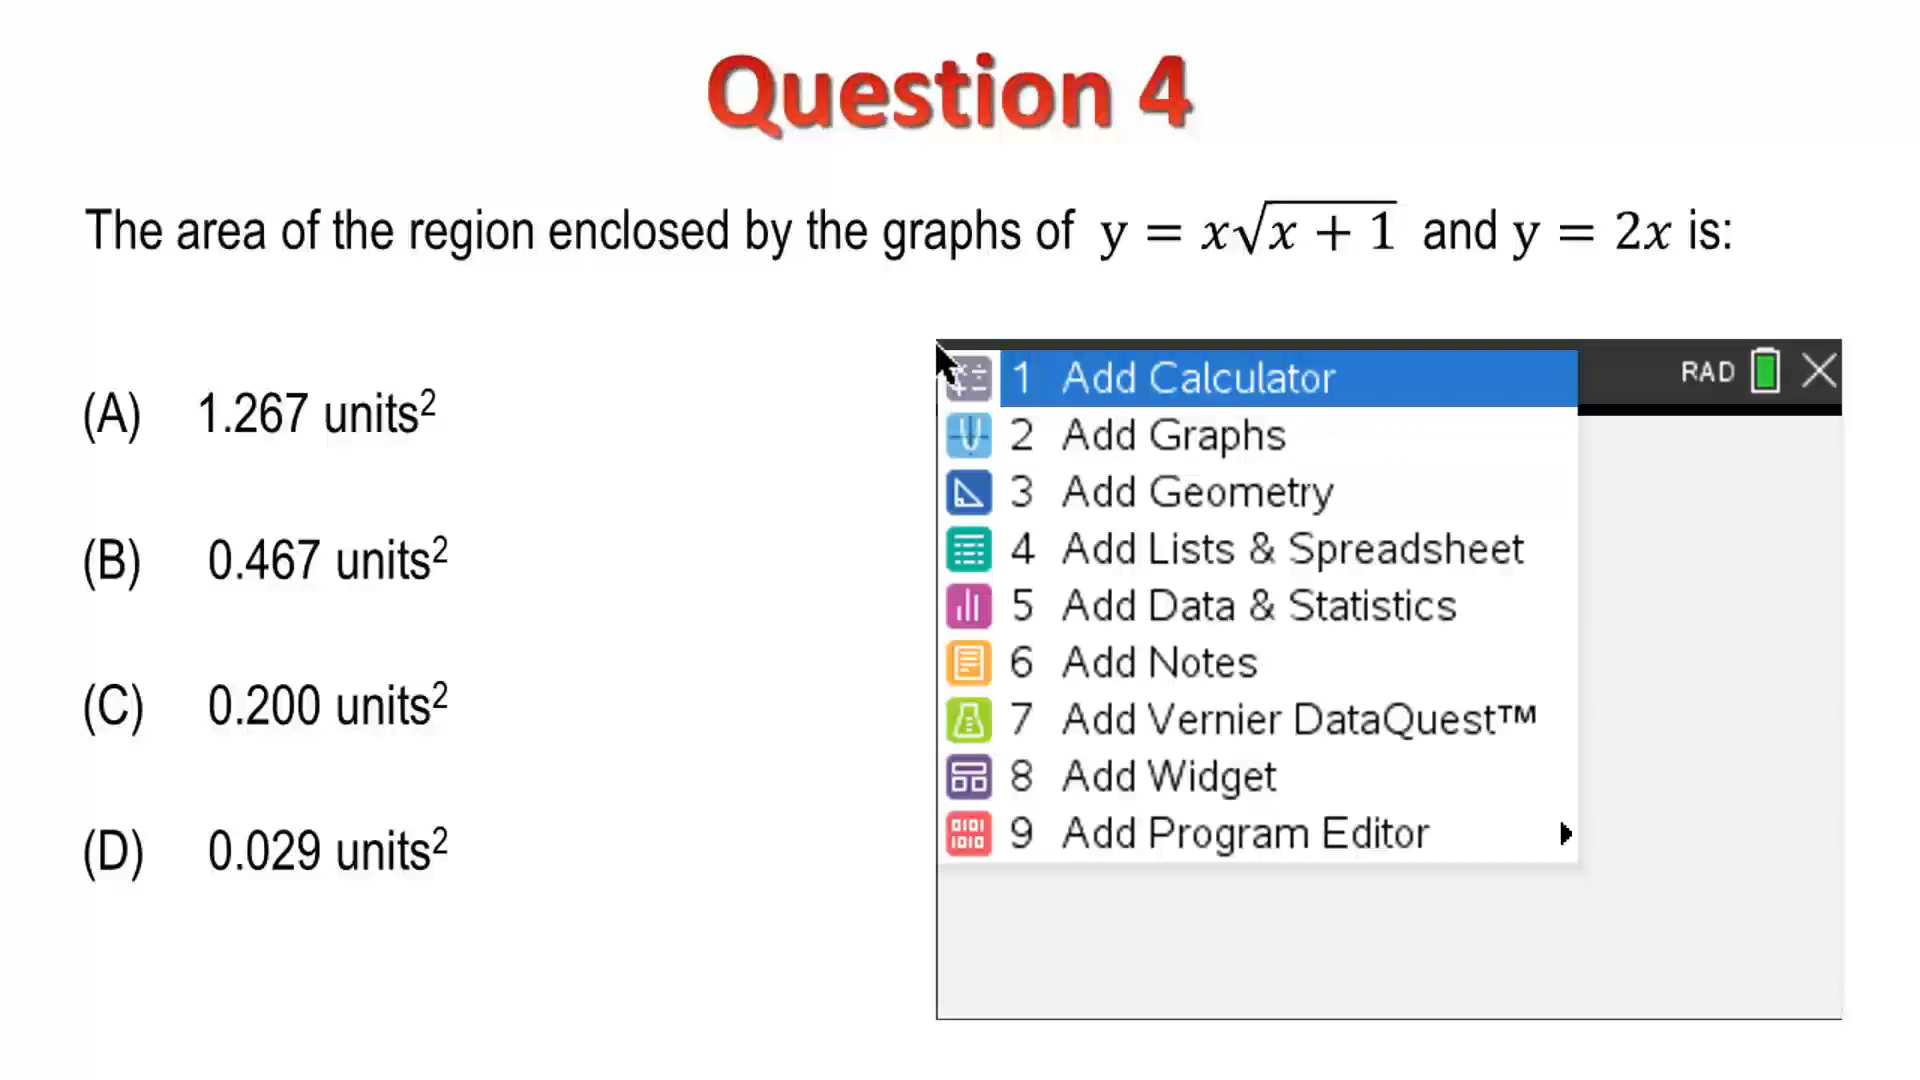 Question 4
The area of the region enclosed by the graphs of y = x√(x + 1) and y = 2x is:
(A) 1.267 units²
(B) 0.467 units²
(C) 0.200 units²
(D) 0.029 units²
RAD
1 Add Calculator
2 Add Graphs
3 Add Geometry
4 Add Lists & Spreadsheet
5 Add Data & Statistics
6 Add Notes
7 Add Vernier DataQuest™
8 Add Widget
9 Add Program Editor